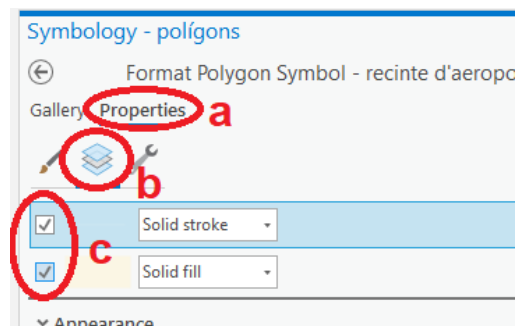 Symbology - polígons
Format Polygon Symbol - recinte d'aeropo
Gallery Properties a
b
Solid stroke
c
Solid fill
Appearance